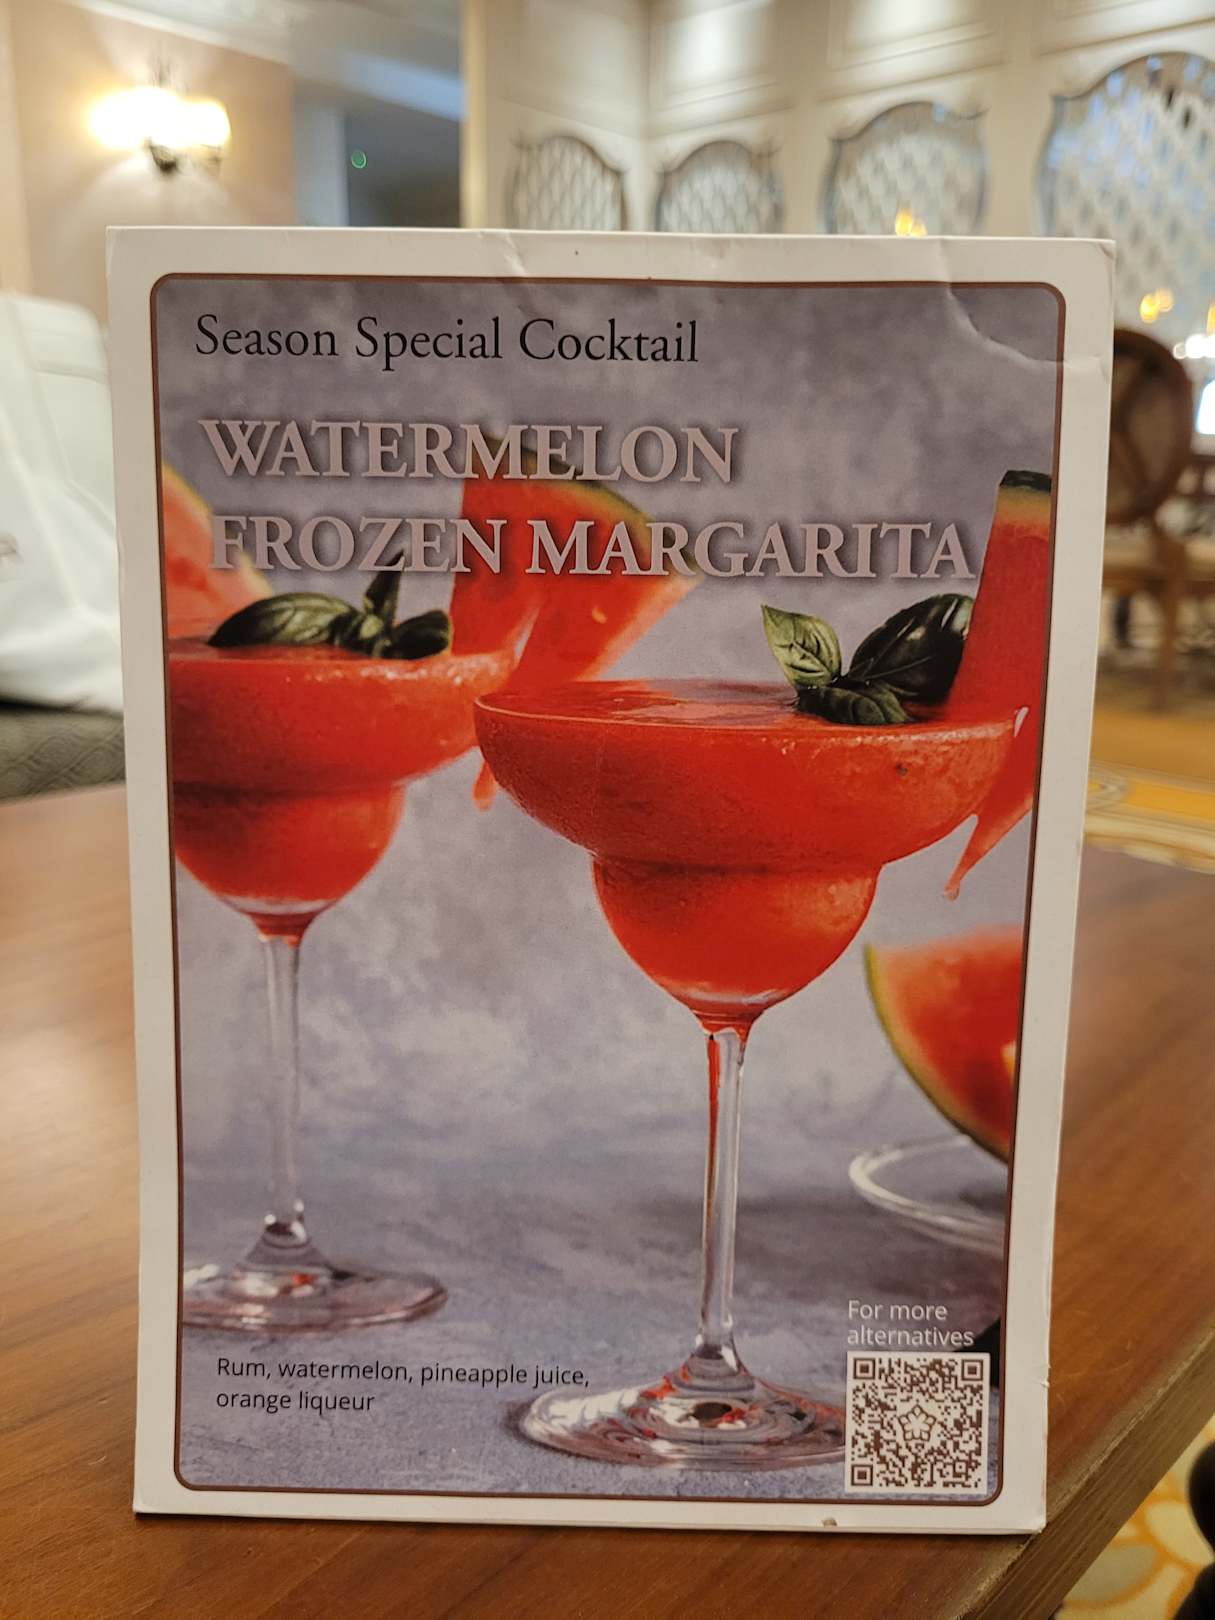 Season Special Cocktail
WATERMELON
FROZEN MARGARITA
For more
alternatives
Rum, watermelon, pineapple juice,
orange liqueur